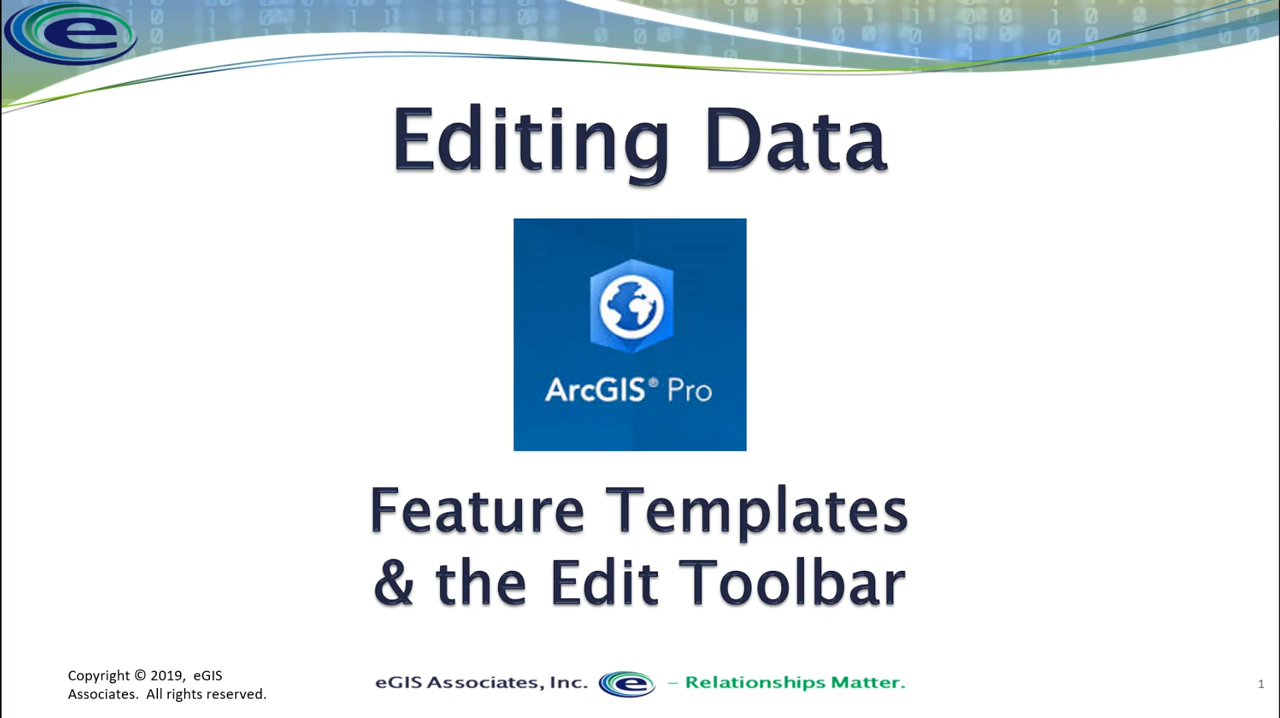 e
Editing Data
ArcGIS® Pro
Feature Templates
& the Edit Toolbar
Copyright © 2019, eGIS
Associates. All rights reserved.
eGIS Associates, Inc. e – Relationships Matter.
1